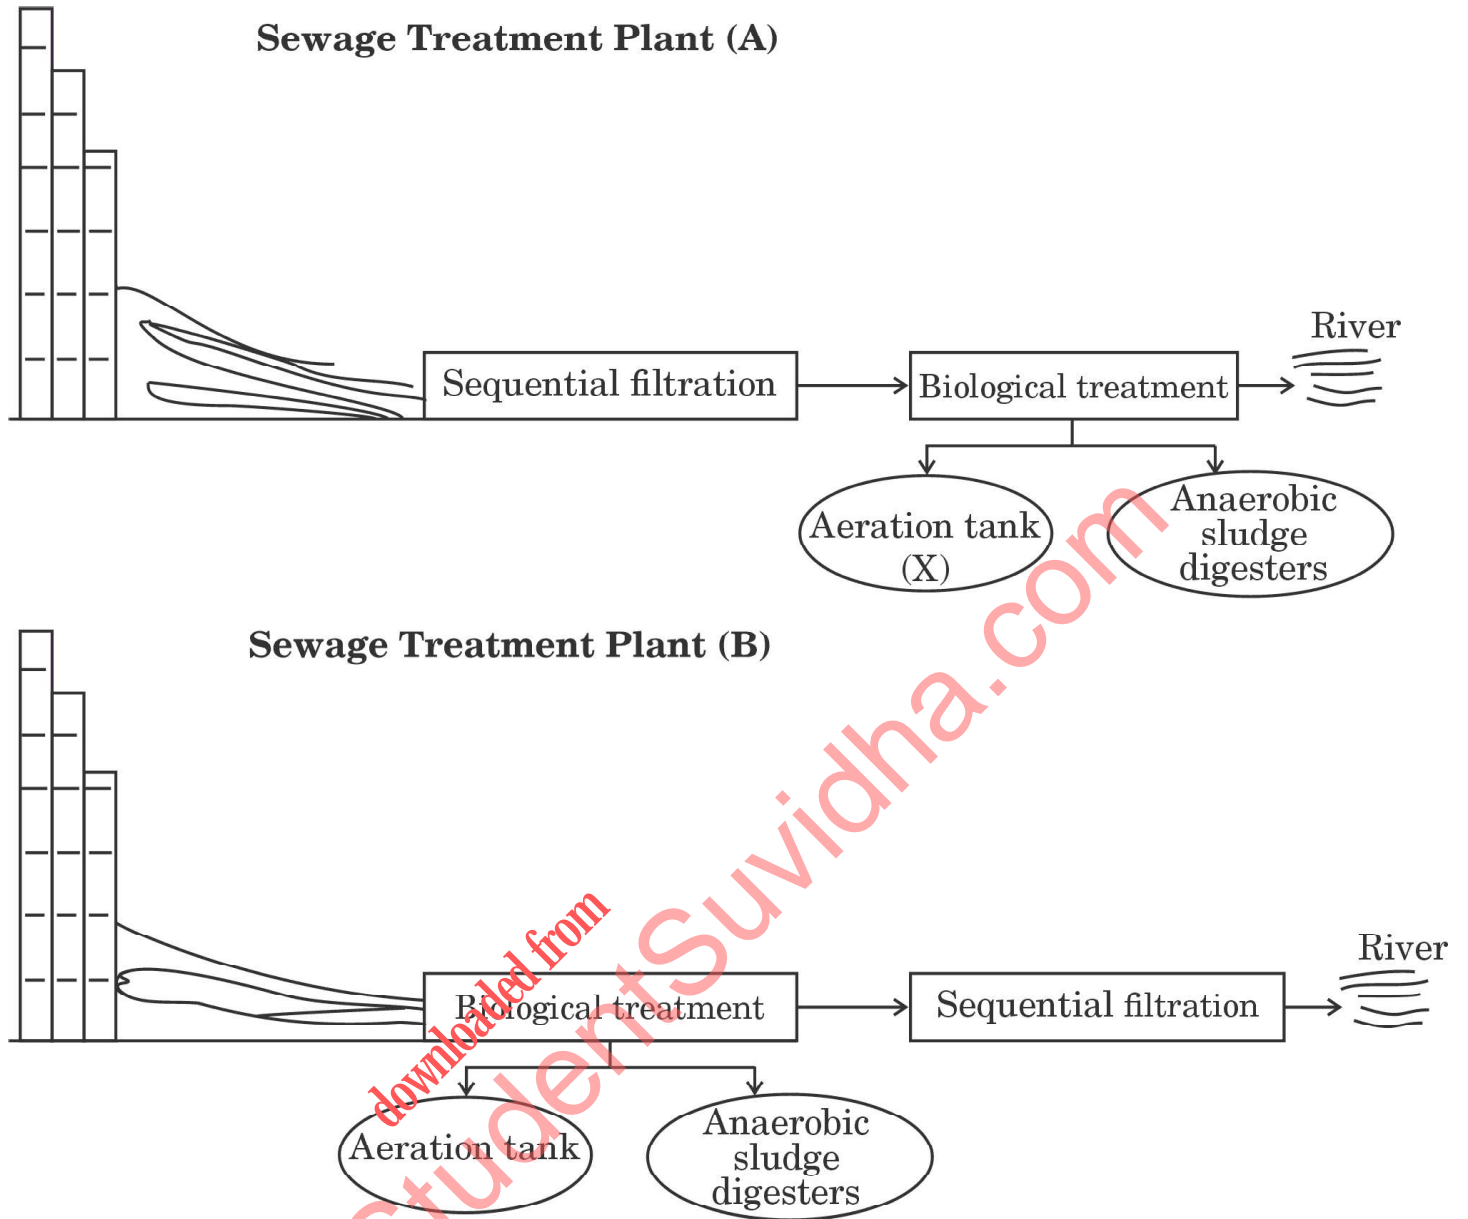 Sewage Treatment Plant (A)
River
Sequential filtration
Biological treatment
Aeration tank
(X)
Anaerobic
sludge
digesters
Sewage Treatment Plant (B)
River
Biological treatment
Sequential filtration
Aeration tank
Anaerobic
sludge
digesters
downloaded from
StudentSuvidha.com